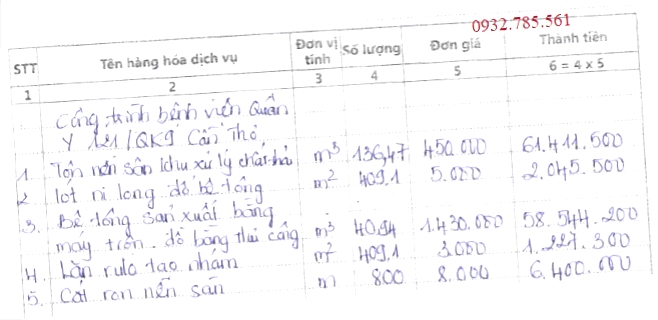 0932.785.561
STT Tên hàng hóa dịch vụ Đơn vị tính Số lượng Đơn giá Thành tiền
1 2 3 4 5 6 = 4 x 5
Công trình bệnh viện Quân
Y 121/QK9 Cần Thơ
1 Tôn nền sân khu xử lý chất thải m³ 136,47 450.000 61.411.500
2 lót ni long đổ bê tông m² 409.1 5.000 2.045.500
3. Bê tông sản xuất bằng
máy trộn. đổ bằng thủ công m³ 40.94 1.430.000 58.544.200
4. Lăn rulo tạo nhám m² 409.1 3.000 1.227.300
5. Cắt ron nền sân m 800 8.000 6.400.000